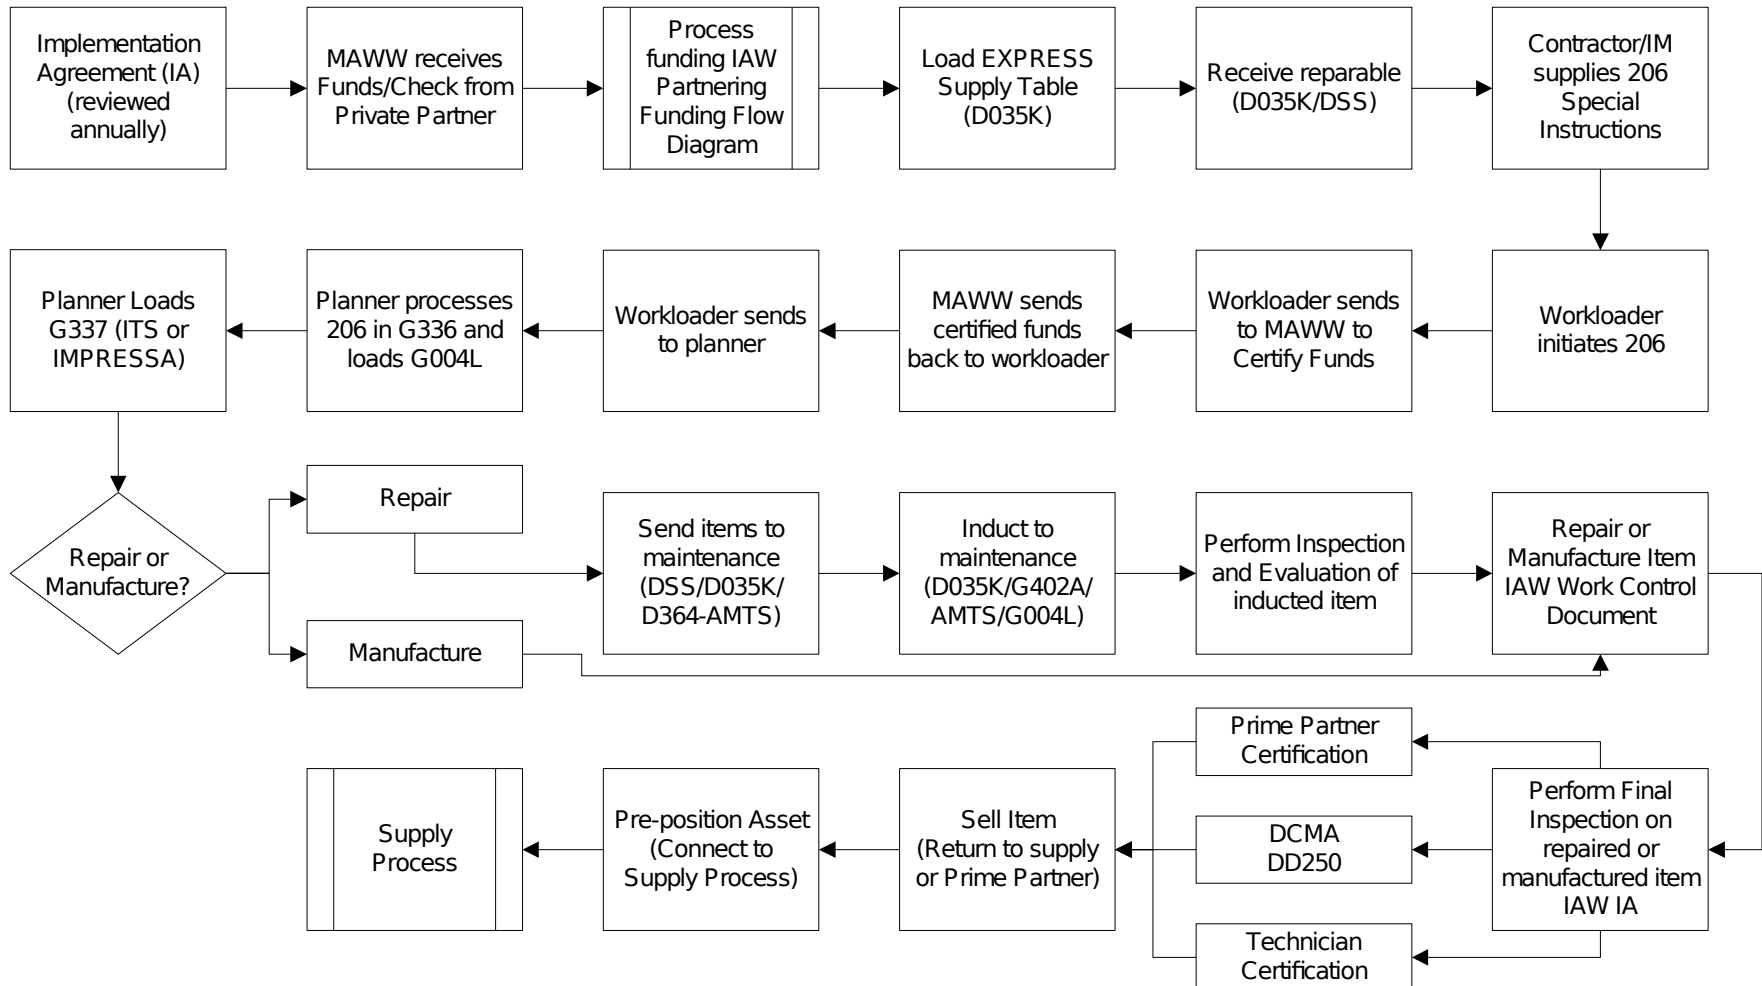 Implementation
Agreement (IA)
(reviewed
annually)
MAWW receives
Funds/Check from
Private Partner
Process
funding IAW
Partnering
Funding Flow
Diagram
Load EXPRESS
Supply Table
(D035K)
Receive reparable
(D035K/DSS)
Contractor/IM
supplies 206
Special
Instructions
Planner Loads
G337 (ITS or
IMPRESSA)
Planner processes
206 in G336 and
loads G004L
Workloader sends
to planner
MAWW sends
certified funds
back to workloader
Workloader sends
to MAWW to
Certify Funds
Workloader
initiates 206
Repair or
Manufacture?
Repair
Manufacture
Send items to
maintenance
(DSS/D035K/
D364-AMTS)
Induct to
maintenance
(D035K/G402A/
AMTS/G004L)
Perform Inspection
and Evaluation of
inducted item
Repair or
Manufacture Item
IAW Work Control
Document
Supply
Process
Pre-position Asset
(Connect to
Supply Process)
Sell Item
(Return to supply
or Prime Partner)
Prime Partner
Certification
DCMA
DD250
Technician
Certification
Perform Final
Inspection on
repaired or
manufactured item
IAW IA